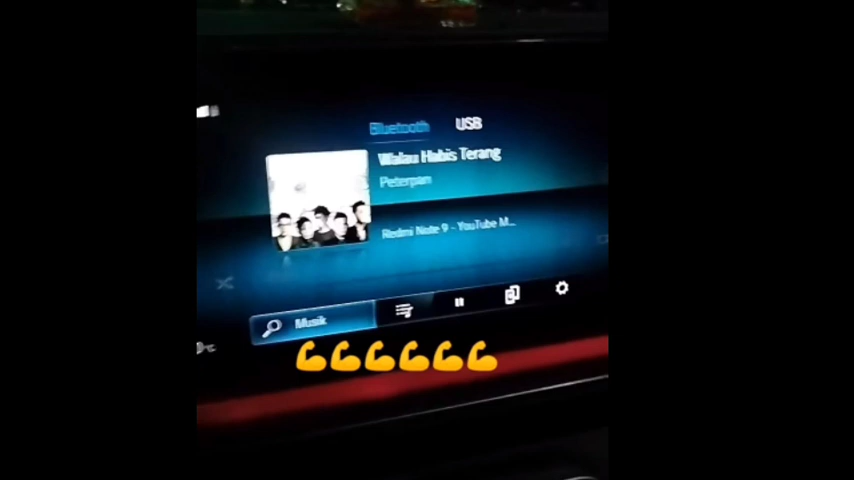 Bluetooth USB
Walau Habis Terang
Peterpan
Redmi Note 9 - YouTube M...
Musik